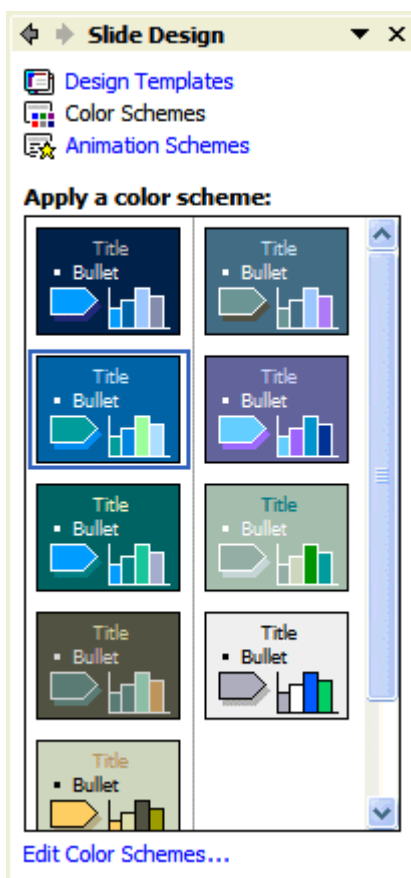 Slide Design
Design Templates
Color Schemes
Animation Schemes
Apply a color scheme:
Title
Bullet
Title
Bullet
Title
Bullet
Title
Bullet
Title
Bullet
Title
Bullet
Title
Bullet
Title
Bullet
Title
Bullet
Edit Color Schemes...